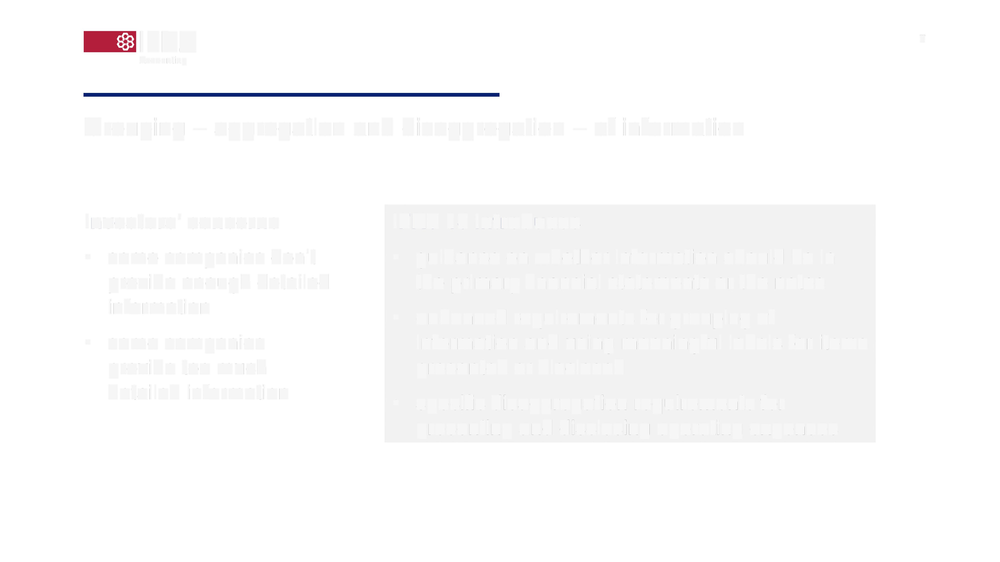 Accounting
Grouping — aggregation and disaggregation — of information
Investors' concerns
• some companies don't
provide enough detailed
information
• some companies
provide too much
detailed information
IFRS 18 introduces
• guidance on whether information should be in
the primary financial statements or the notes
• enhanced requirements for grouping of
information and using meaningful labels for items
presented or disclosed
• specific disaggregation requirements for
presenting and disclosing operating expenses